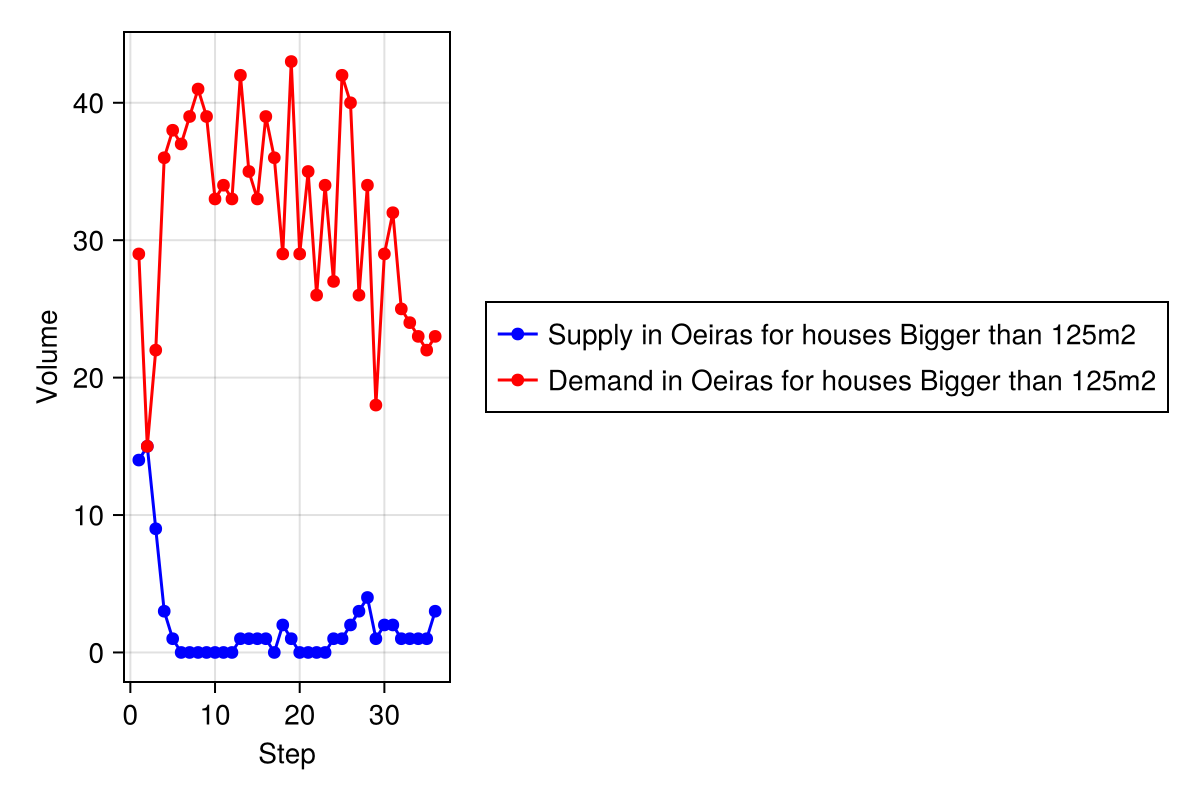 40
30
20
10
0
Volume
0 10 20 30
Step
Supply in Oeiras for houses Bigger than 125m2
Demand in Oeiras for houses Bigger than 125m2